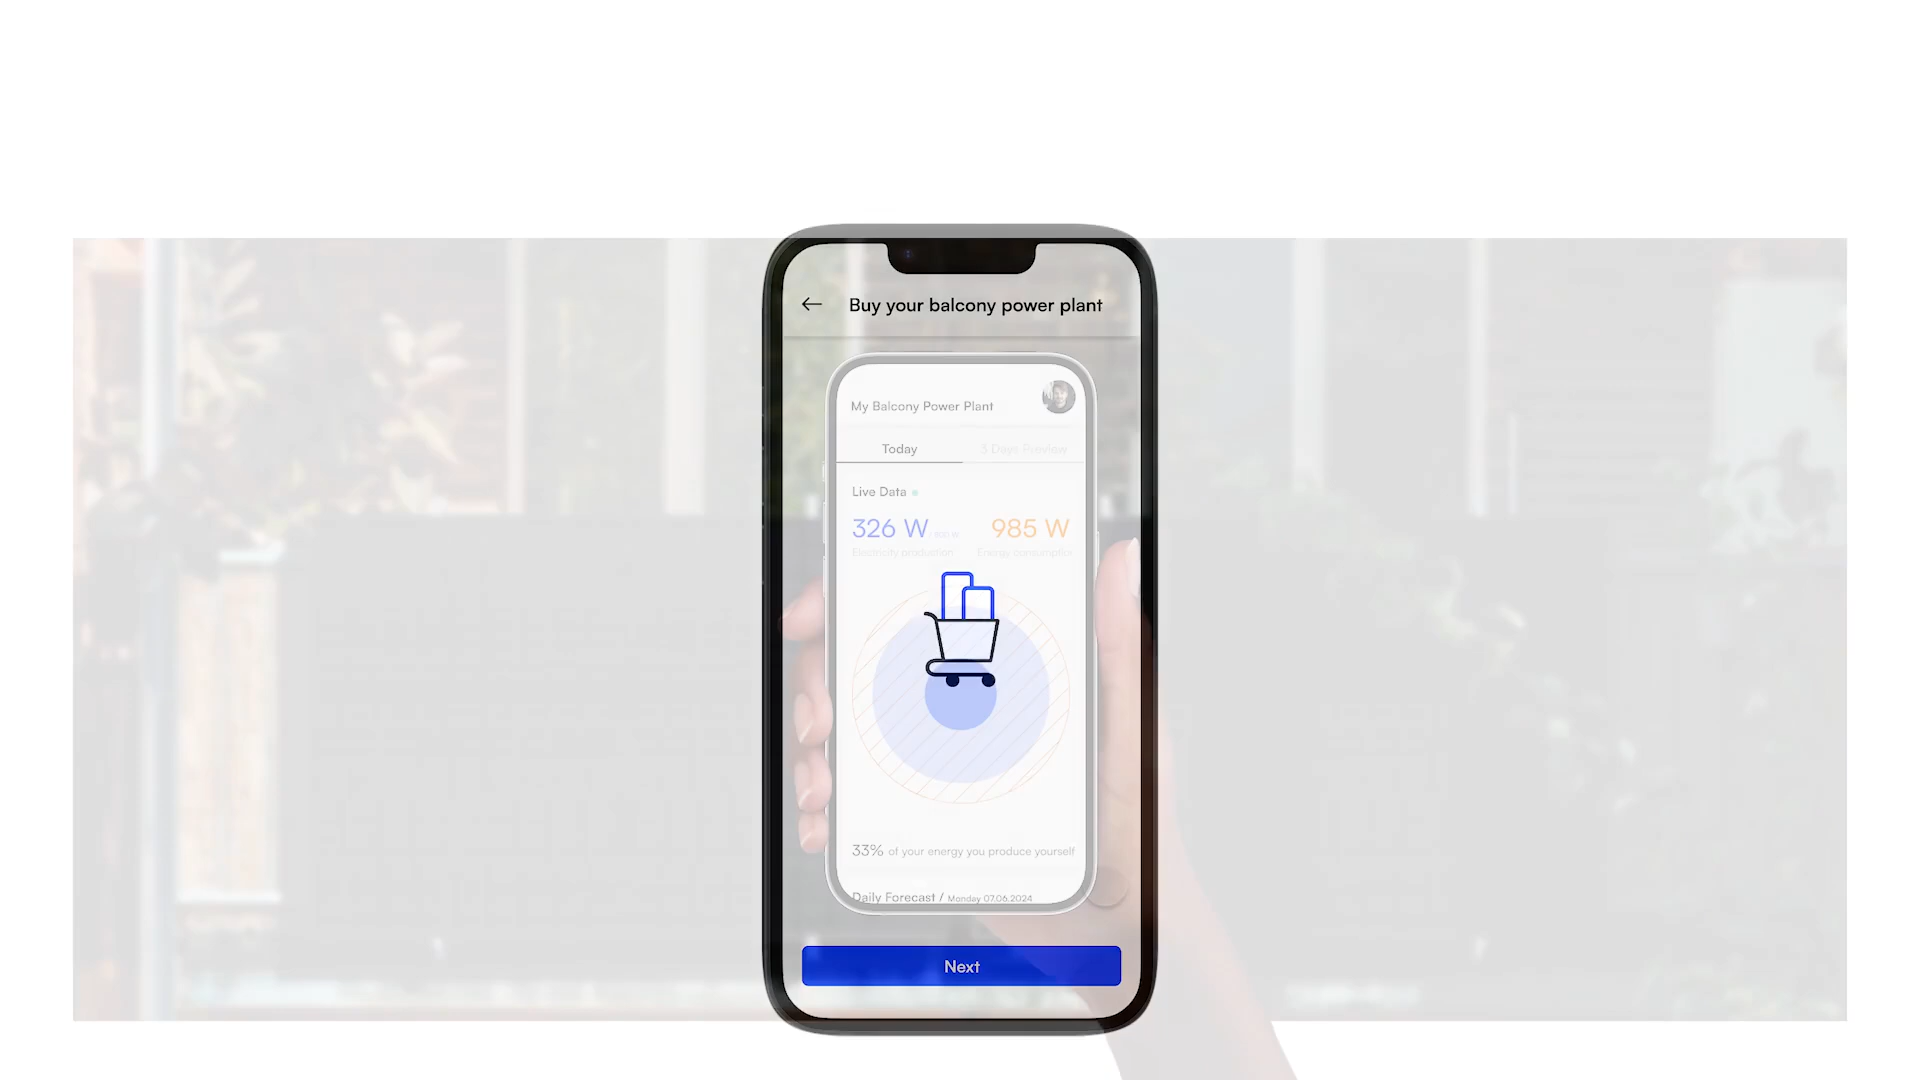 Buy your balcony power plant
My Balcony Power Plant
Today 3 Days Preview
Live Data
326 W 985 W
Electricity production Energy consumption
33% of your energy you produce yourself
Daily Forecast / Monday 07.06.2024
Next